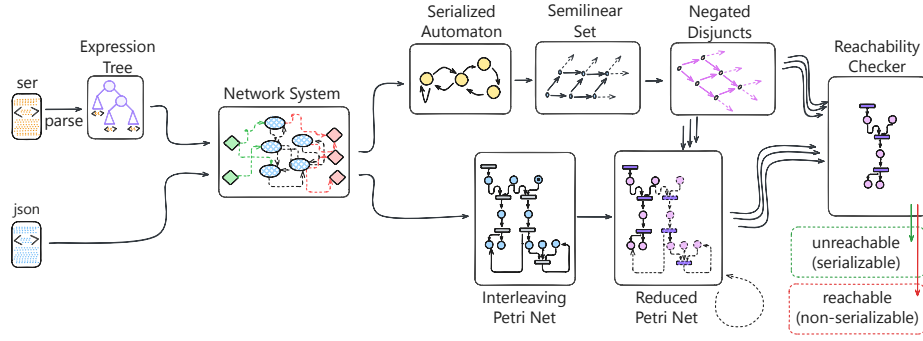 ser
<>
parse
Expression
Tree
json
<>
Network System
Serialized
Automaton
Semilinear
Set
Negated
Disjuncts
Reachability
Checker
Interleaving
Petri Net
Reduced
Petri Net
unreachable
(serializable)
reachable
(non-serializable)